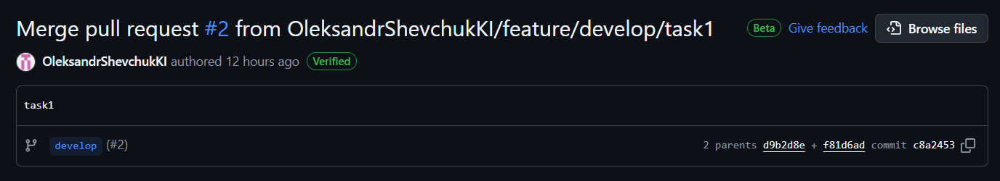 Merge pull request #2 from OleksandrShevchukKI/feature/develop/task1
Beta Give feedback Browse files
OleksandrShevchukKI authored 12 hours ago Verified
task1
develop (#2) 2 parents d9b2d8e + f81d6ad commit c8a2453